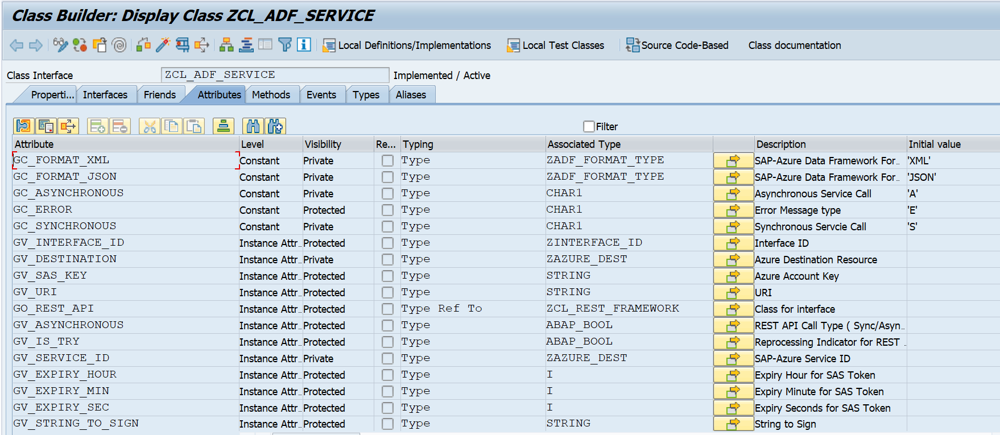 Class Builder: Display Class ZCL_ADF_SERVICE
Local Definitions/Implementations Local Test Classes Source Code-Based Class documentation
Class Interface ZCL_ADF_SERVICE Implemented / Active
Properti... Interfaces Friends Attributes Methods Events Types Aliases
Filter
Attribute Level Visibility Re... Typing Associated Type Description Initial value
GC_FORMAT_XML Constant Private Type ZADF_FORMAT_TYPE SAP-Azure Data Framework For... 'XML'
GC_FORMAT_JSON Constant Private Type ZADF_FORMAT_TYPE SAP-Azure Data Framework For... 'JSON'
GC_ASYNCHRONOUS Constant Private Type CHAR1 Asynchronous Service Call 'A'
GC_ERROR Constant Protected Type CHAR1 Error Message type 'E'
GC_SYNCHRONOUS Constant Private Type CHAR1 Synchronous Servcie Call 'S'
GV_INTERFACE_ID Instance Attr... Protected Type ZINTERFACE_ID Interface ID
GV_DESTINATION Instance Attr... Private Type ZAZURE_DEST Azure Destination Resource
GV_SAS_KEY Instance Attr... Protected Type STRING Azure Account Key
GV_URI Instance Attr... Protected Type STRING URI
GO_REST_API Instance Attr... Protected Type Ref To ZCL_REST_FRAMEWORK Class for interface
GV_ASYNCHRONOUS Instance Attr... Protected Type ABAP_BOOL REST API Call Type ( Sync/Asyn...
GV_IS_TRY Instance Attr... Protected Type ABAP_BOOL Reprocessing Indicator for REST ...
GV_SERVICE_ID Instance Attr... Private Type ZAZURE_DEST SAP-Azure Service ID
GV_EXPIRY_HOUR Instance Attr... Protected Type I Expiry Hour for SAS Token
GV_EXPIRY_MIN Instance Attr... Protected Type I Expiry Minute for SAS Token
GV_EXPIRY_SEC Instance Attr... Protected Type I Expiry Seconds for SAS Token
GV_STRING_TO_SIGN Instance Attr... Protected Type STRING String to Sign